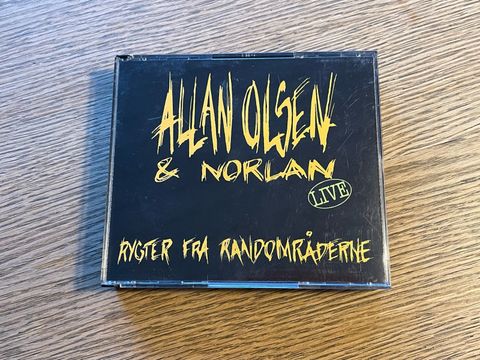 ALLAN OLSEN
& NORLAN
LIVE
RYGTER FRA RANDOMRÅDERNE